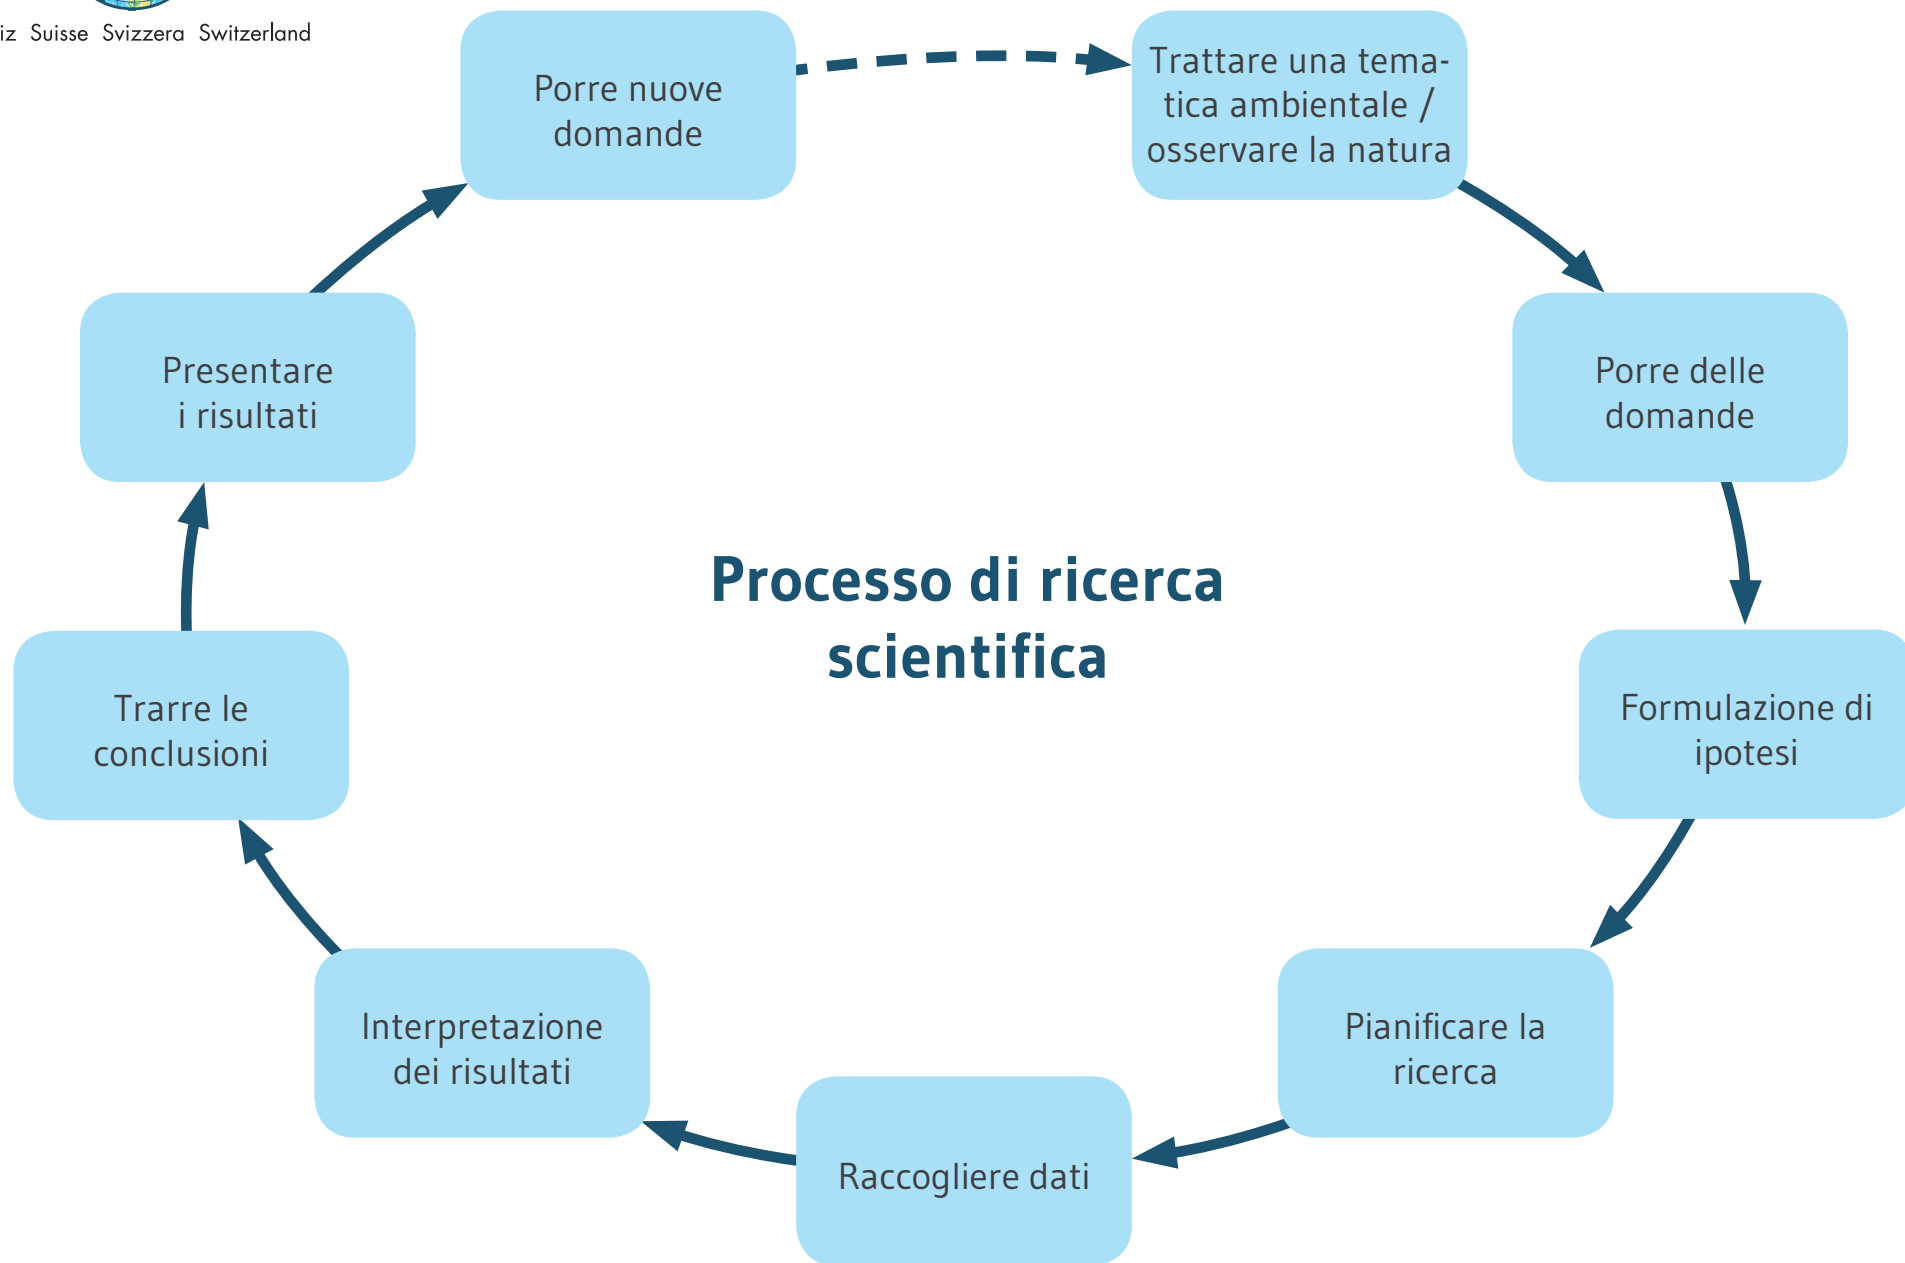 Suisse Svizzera Switzerland
Porre nuove
domande
Trattare una tema-
tica ambientale /
osservare la natura
Presentare
i risultati
Porre delle
domande
Processo di ricerca
scientifica
Trarre le
conclusioni
Formulazione di
ipotesi
Interpretazione
dei risultati
Pianificare la
ricerca
Raccogliere dati